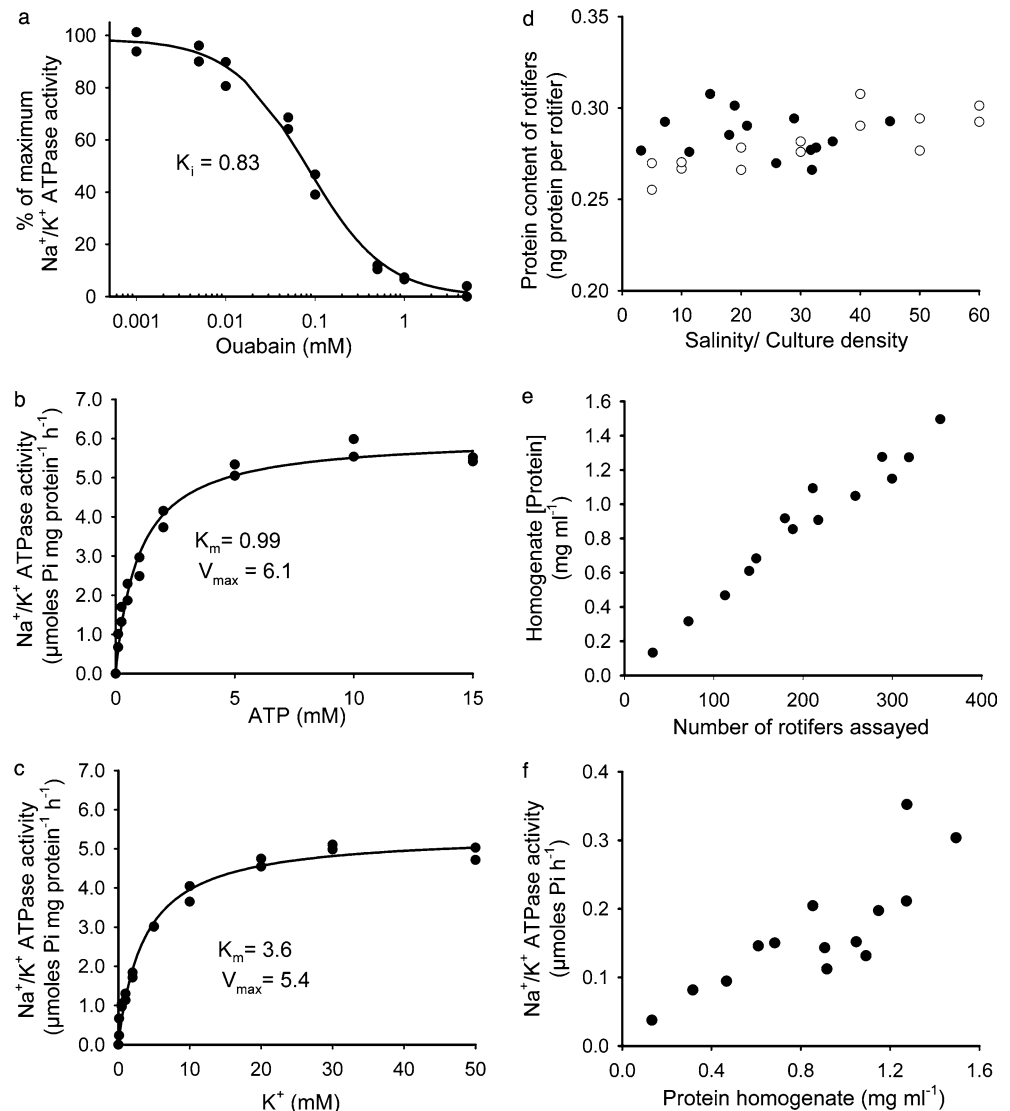 a
% of maximum
Na⁺/K⁺ ATPase activity
100
80
60
40
20
0
Kᵢ = 0.83
0.001 0.01 0.1 1
Ouabain (mM)
b
Na⁺/K⁺ ATPase activity
(μmoles Pi mg protein⁻¹ h⁻¹)
7.0
6.0
5.0
4.0
3.0
2.0
1.0
0.0
Kₘ= 0.99
Vₘₐₓ = 6.1
0 5 10 15
ATP (mM)
c
Na⁺/K⁺ ATPase activity
(μmoles Pi mg protein⁻¹ h⁻¹)
7.0
6.0
5.0
4.0
3.0
2.0
1.0
0.0
Kₘ= 3.6
Vₘₐₓ= 5.4
0 10 20 30 40 50
K⁺ (mM)
d
Protein content of rotifers
(ng protein per rotifer)
0.35
0.30
0.25
0.20
0 10 20 30 40 50 60
Salinity/ Culture density
e
Homogenate [Protein]
(mg ml⁻¹)
1.6
1.4
1.2
1.0
0.8
0.6
0.4
0.2
0.0
0 100 200 300 400
Number of rotifers assayed
f
Na⁺/K⁺ ATPase activity
(μmoles Pi h⁻¹)
0.4
0.3
0.2
0.1
0.0
0.0 0.4 0.8 1.2 1.6
Protein homogenate (mg ml⁻¹)